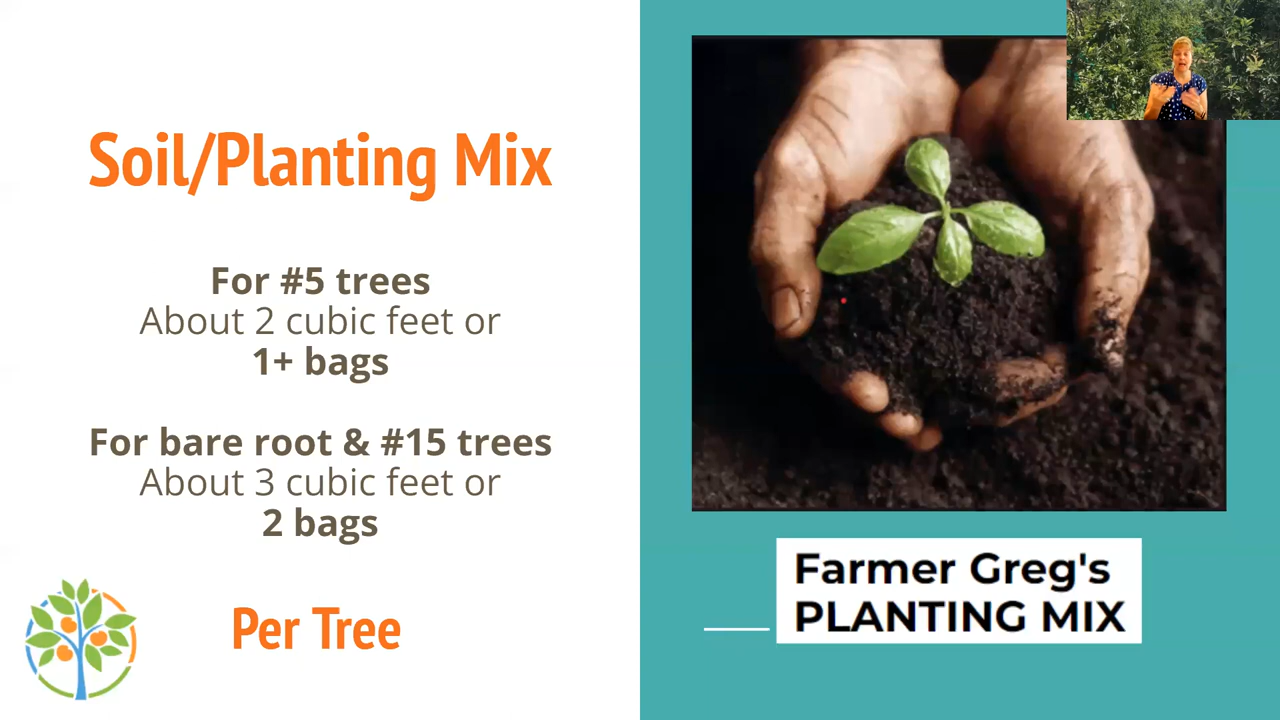 Soil/Planting Mix
For #5 trees
About 2 cubic feet or
1+ bags
For bare root & #15 trees
About 3 cubic feet or
2 bags
Per Tree
Farmer Greg's
PLANTING MIX